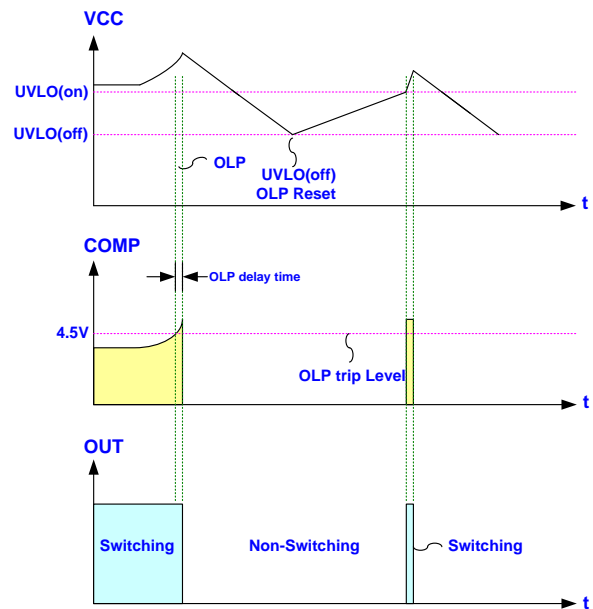 VCC
UVLO(on)
UVLO(off)
OLP
UVLO(off)
OLP Reset
t
COMP
OLP delay time
4.5V
OLP trip Level
t
OUT
Switching
Non-Switching
Switching
t